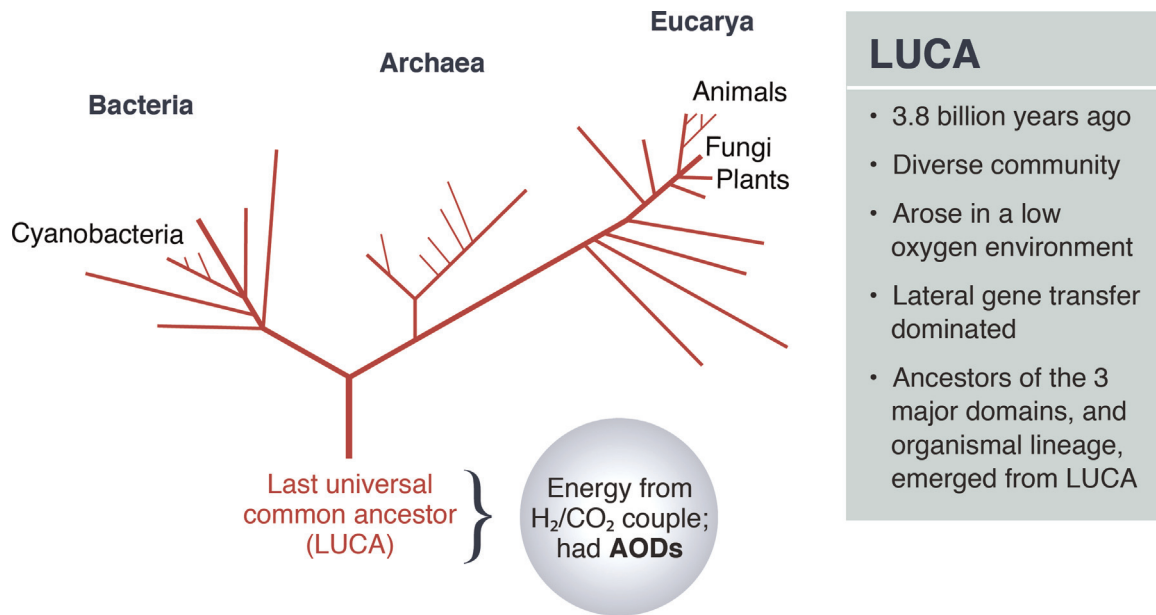 Bacteria
Archaea
Eucarya
Animals
Fungi
Plants
Cyanobacteria
Last universal
common ancestor
(LUCA)
Energy from
H₂/CO₂ couple;
had AODs
LUCA
• 3.8 billion years ago
• Diverse community
• Arose in a low
oxygen environment
• Lateral gene transfer
dominated
• Ancestors of the 3
major domains, and
organismal lineage,
emerged from LUCA